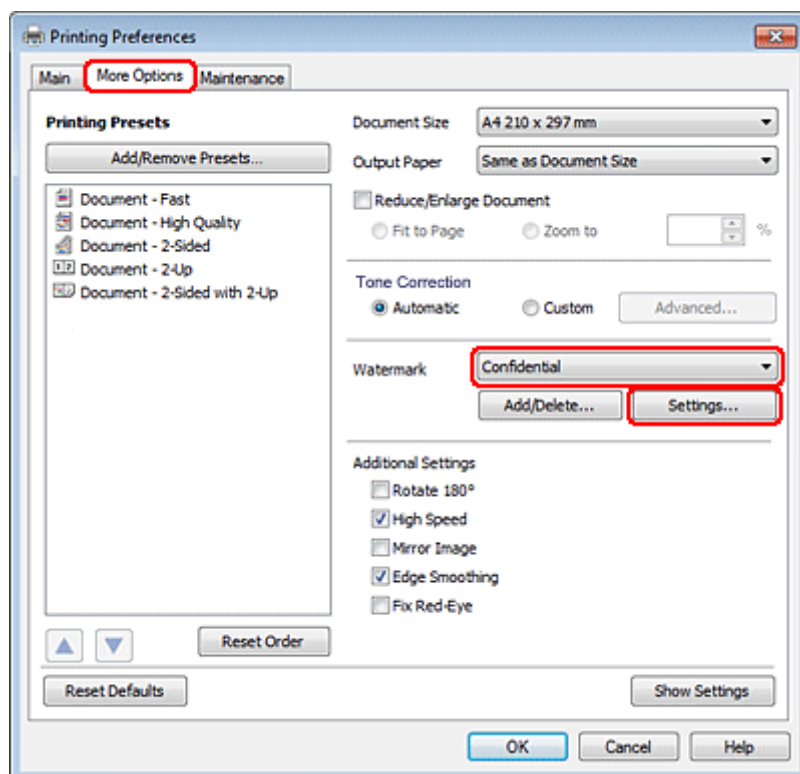 Printing Preferences
Main More Options Maintenance
Printing Presets
Add/Remove Presets...
Document - Fast
Document - High Quality
Document - 2-Sided
Document - 2-Up
Document - 2-Sided with 2-Up
Reset Order
Document Size A4 210 x 297 mm
Output Paper Same as Document Size
Reduce/Enlarge Document
Fit to Page Zoom to %
Tone Correction
Automatic Custom Advanced...
Watermark Confidential
Add/Delete... Settings...
Additional Settings
Rotate 180°
High Speed
Mirror Image
Edge Smoothing
Fix Red-Eye
Reset Defaults Show Settings
OK Cancel Help